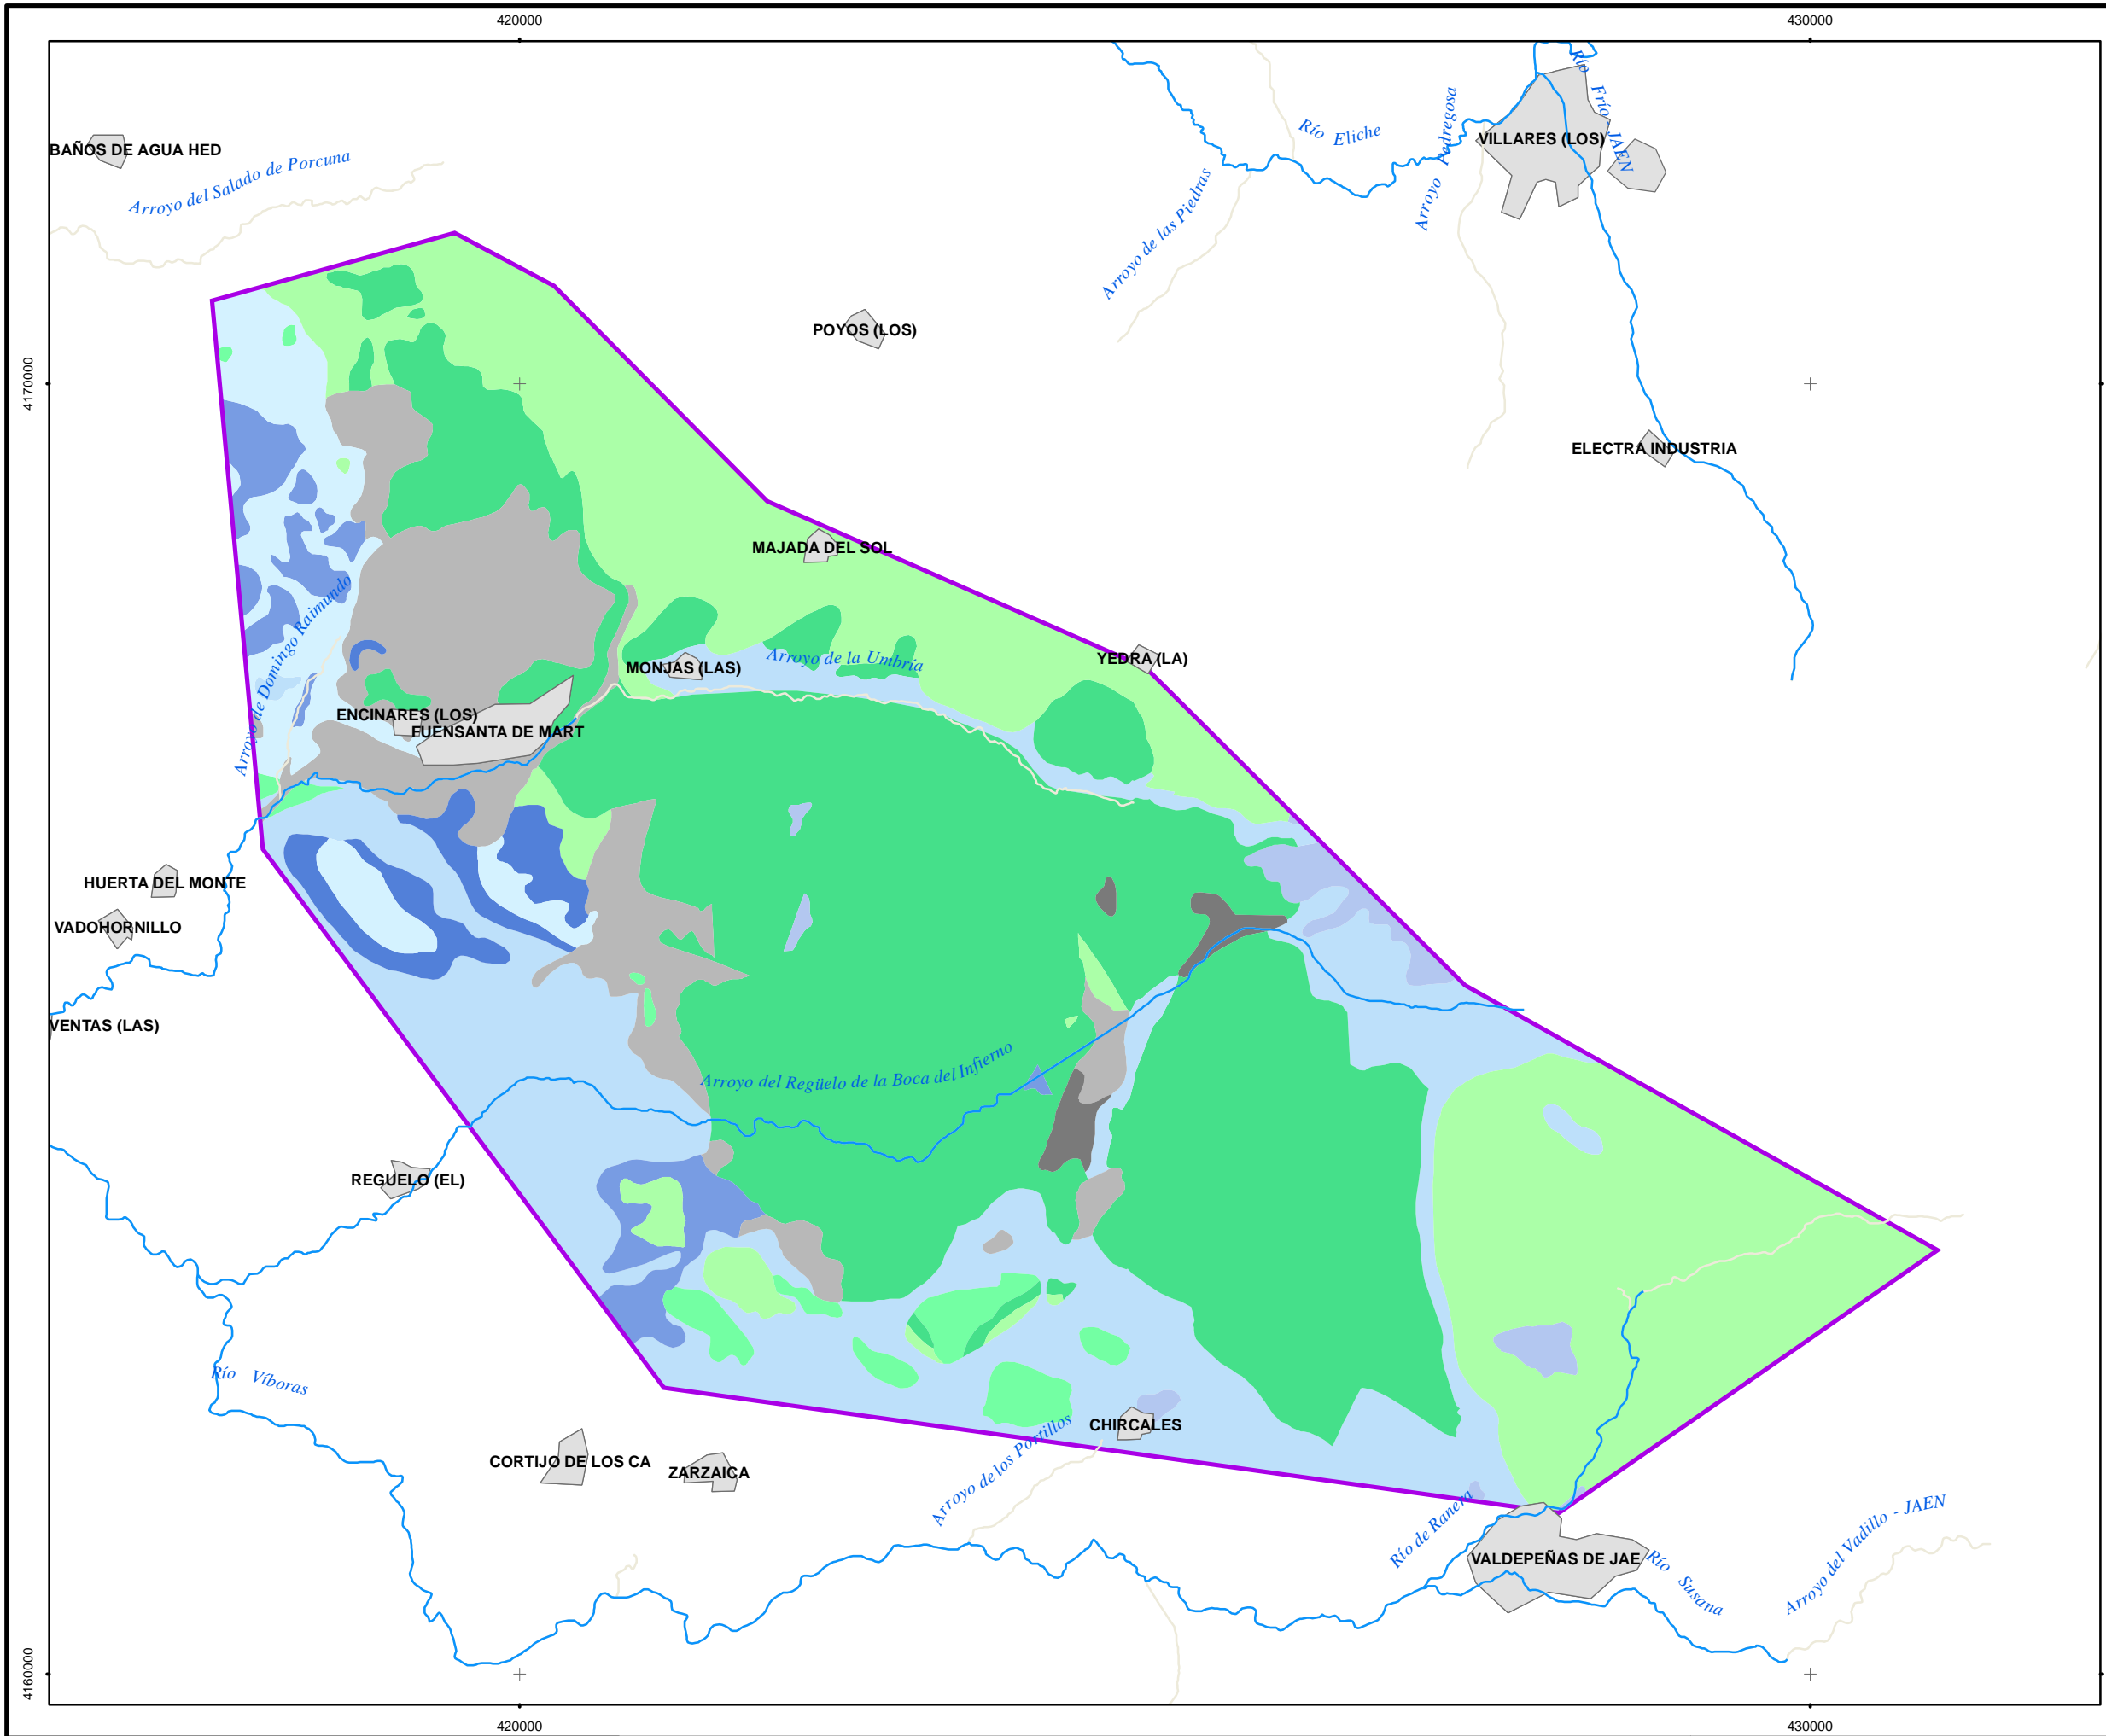 420000
430000
Río Frío - JAEN
Río Eliche
Arroyo Pedregosa
VILLARES (LOS)
BAÑOS DE AGUA HED
Arroyo del Salado de Porcuna
Arroyo de las Piedras
POYOS (LOS)
4170000
ELECTRA INDUSTRIA
MAJADA DEL SOL
Arroyo de Domingo Raimundo
MONJAS (LAS)
Arroyo de la Umbría
YEDRA (LA)
ENCINARES (LOS)
FUENSANTA DE MART
HUERTA DEL MONTE
VADOHORNILLO
VENTAS (LAS)
Arroyo del Regüelo de la Boca del Infierno
REGUELO (EL)
Río Víboras
CHIRCALES
Arroyo de los Portillos
CORTIJO DE LOS CA
ZARZAICA
Río de Ranera
VALDEPEÑAS DE JAE
Río Susana
Arroyo del Vadillo - JAEN
4160000
420000
430000